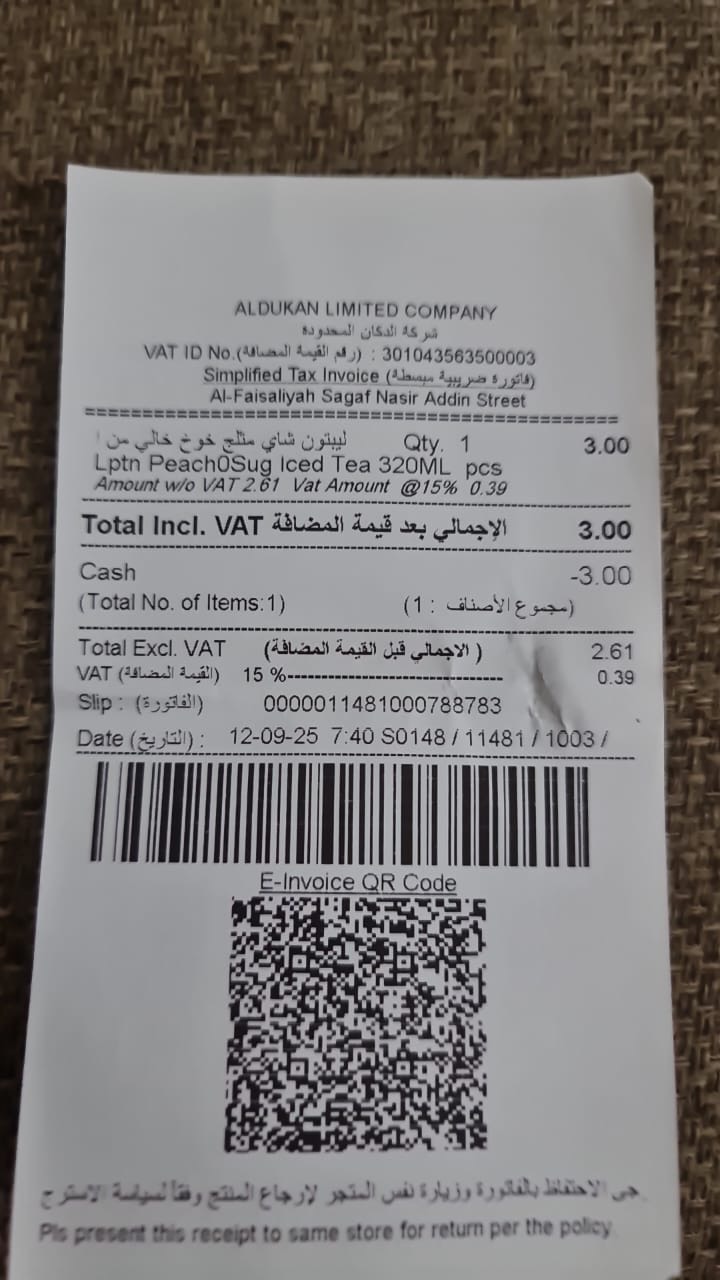 ALDUKAN LIMITED COMPANY
شركة الدكان المحدودة
VAT ID No.(رقم القيمة المضافة) : 301043563500003
Simplified Tax Invoice (فاتورة ضريبية مبسطة)
Al-Faisaliyah Sagaf Nasir Addin Street
ليبتون شاي مثلج خوخ خالي من ا Qty. 1 3.00
Lptn Peach0Sug Iced Tea 320ML pcs
Amount w/o VAT 2.61 Vat Amount @15% 0.39
Total Incl. VAT الإجمالي بعد قيمة المضافة 3.00
Cash -3.00
(Total No. of Items:1) (مجموع الأصناف : 1)
Total Excl. VAT (الاجمالي قبل القيمة المضافة ) 2.61
VAT (القيمة المضافة) 15 %------------------------------ 0.39
Slip : (الفاتورة) 0000011481000788783
Date (التاريخ) : 12-09-25 7:40 S0148 / 11481 / 1003 /
E-Invoice QR Code
جى الاحتفاظ بالفاتورة وزيارة نفس المتجر لإرجاع المنتج وفقا لسياسة الاسترج
Pls present this receipt to same store for return per the policy